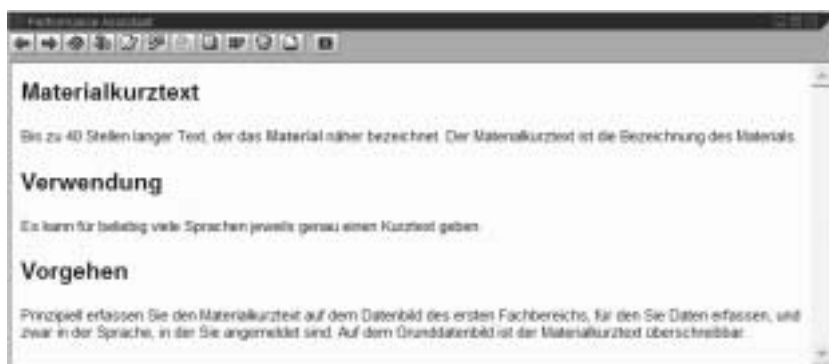 Performance Assistant
Materialkurztext
Bis zu 40 Stellen langer Text, der das Material näher bezeichnet. Der Materialkurztext ist die Bezeichnung des Materials.
Verwendung
Es kann für beliebig viele Sprachen jeweils genau einen Kurztext geben.
Vorgehen
Prinzipiell erfassen Sie den Materialkurztext auf dem Datenbild des ersten Fachbereichs, für den Sie Daten erfassen, und
zwar in der Sprache, in der Sie angemeldet sind. Auf dem Grunddatenbild ist der Materialkurztext überschreibbar.